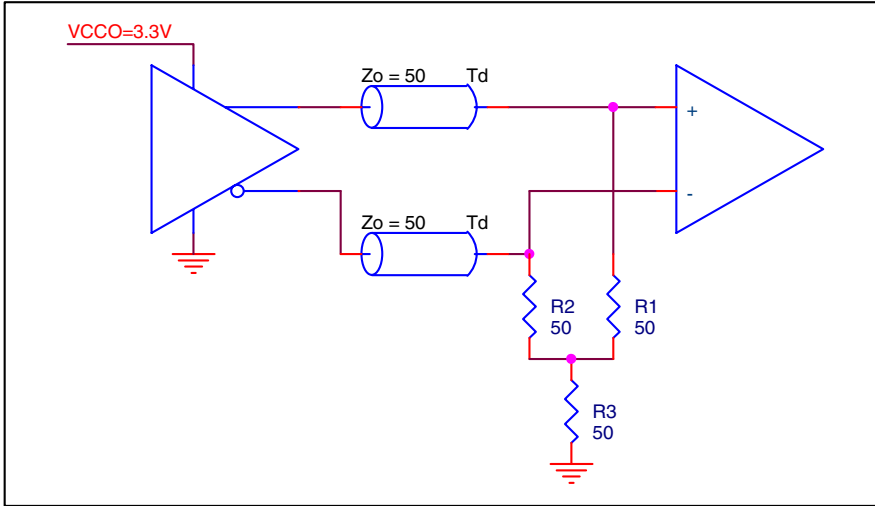 VCCO=3.3V
Zo = 50 Td
+
-
Zo = 50 Td
R2
50
R1
50
R3
50